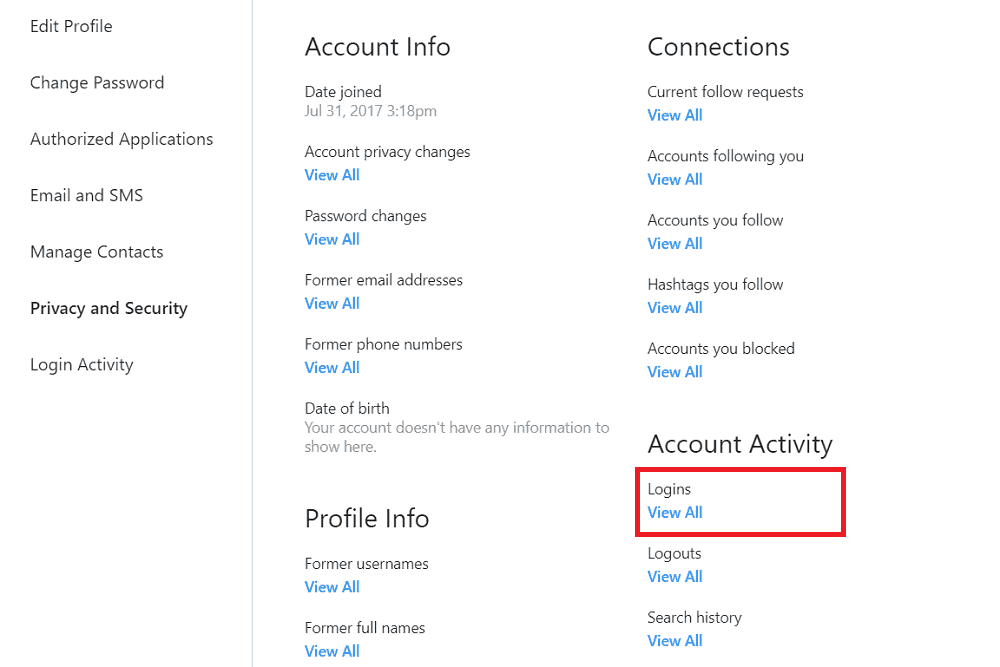 Edit Profile
Change Password
Authorized Applications
Email and SMS
Manage Contacts
Privacy and Security
Login Activity
Account Info
Date joined
Jul 31, 2017 3:18pm
Account privacy changes
View All
Password changes
View All
Former email addresses
View All
Former phone numbers
View All
Date of birth
Your account doesn't have any information to
show here.
Profile Info
Former usernames
View All
Former full names
View All
Connections
Current follow requests
View All
Accounts following you
View All
Accounts you follow
View All
Hashtags you follow
View All
Accounts you blocked
View All
Account Activity
Logins
View All
Logouts
View All
Search history
View All